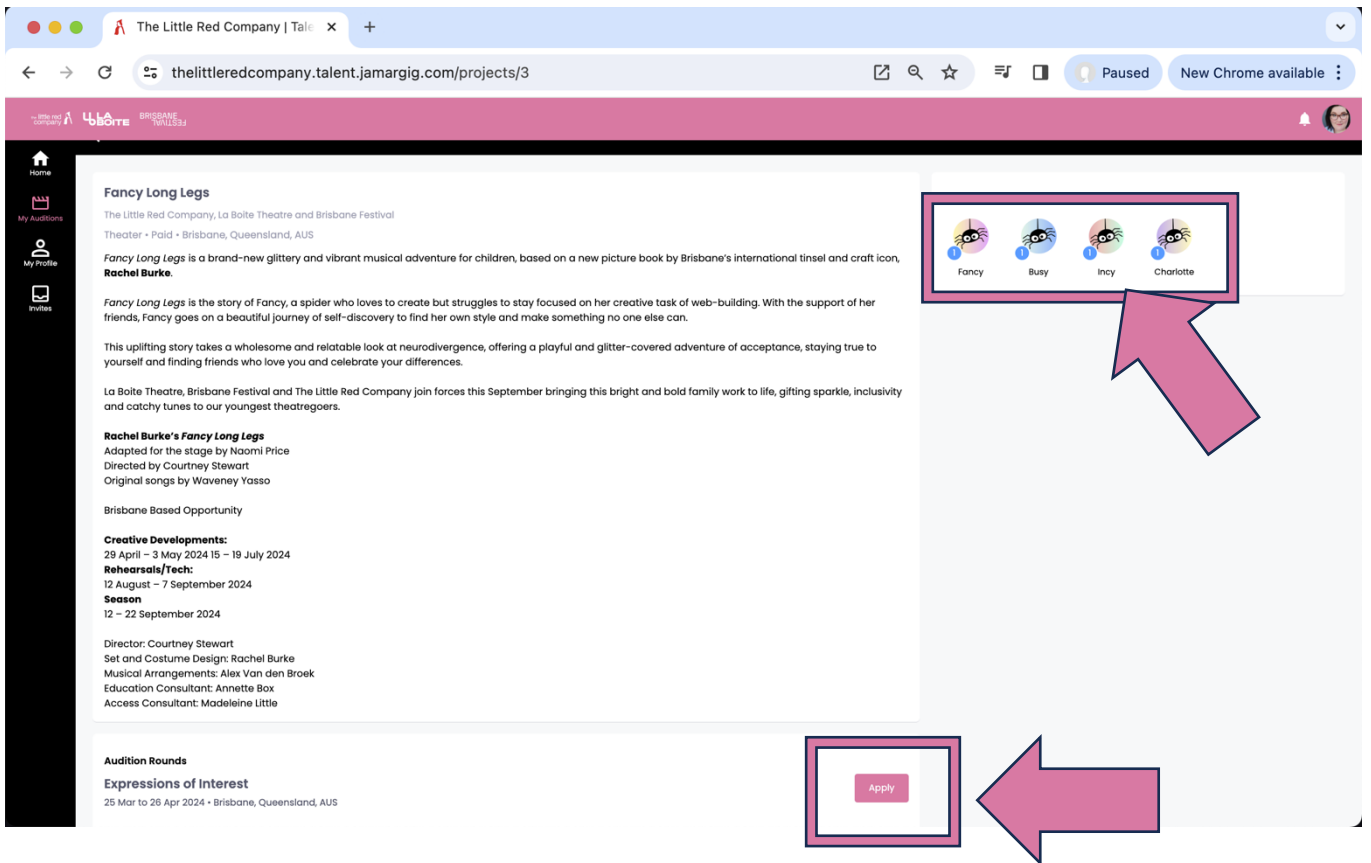 The Little Red Company | Tale
thelittleredcompany.talent.jamargig.com/projects/3
Paused
New Chrome available
the little red company
LA BOITE
BRISBANE FESTIVAL
Home
My Auditions
My Profile
Invites
Fancy Long Legs
The Little Red Company, La Boite Theatre and Brisbane Festival
Theater • Paid • Brisbane, Queensland, AUS
Fancy Long Legs is a brand-new glittery and vibrant musical adventure for children, based on a new picture book by Brisbane's international tinsel and craft icon,
Rachel Burke.
Fancy Long Legs is the story of Fancy, a spider who loves to create but struggles to stay focused on her creative task of web-building. With the support of her
friends, Fancy goes on a beautiful journey of self-discovery to find her own style and make something no one else can.
This uplifting story takes a wholesome and relatable look at neurodivergence, offering a playful and glitter-covered adventure of acceptance, staying true to
yourself and finding friends who love you and celebrate your differences.
La Boite Theatre, Brisbane Festival and The Little Red Company join forces this September bringing this bright and bold family work to life, gifting sparkle, inclusivity
and catchy tunes to our youngest theatregoers.
Rachel Burke's Fancy Long Legs
Adapted for the stage by Naomi Price
Directed by Courtney Stewart
Original songs by Waveney Yasso
Brisbane Based Opportunity
Creative Developments:
29 April – 3 May 2024 15 – 19 July 2024
Rehearsals/Tech:
12 August – 7 September 2024
Season
12 – 22 September 2024
Director: Courtney Stewart
Set and Costume Design: Rachel Burke
Musical Arrangements: Alex Van den Broek
Education Consultant: Annette Box
Access Consultant: Madeleine Little
1 1 1 1
Fancy Busy Incy Charlotte
Audition Rounds
Expressions of Interest
25 Mar to 26 Apr 2024 • Brisbane, Queensland, AUS
Apply